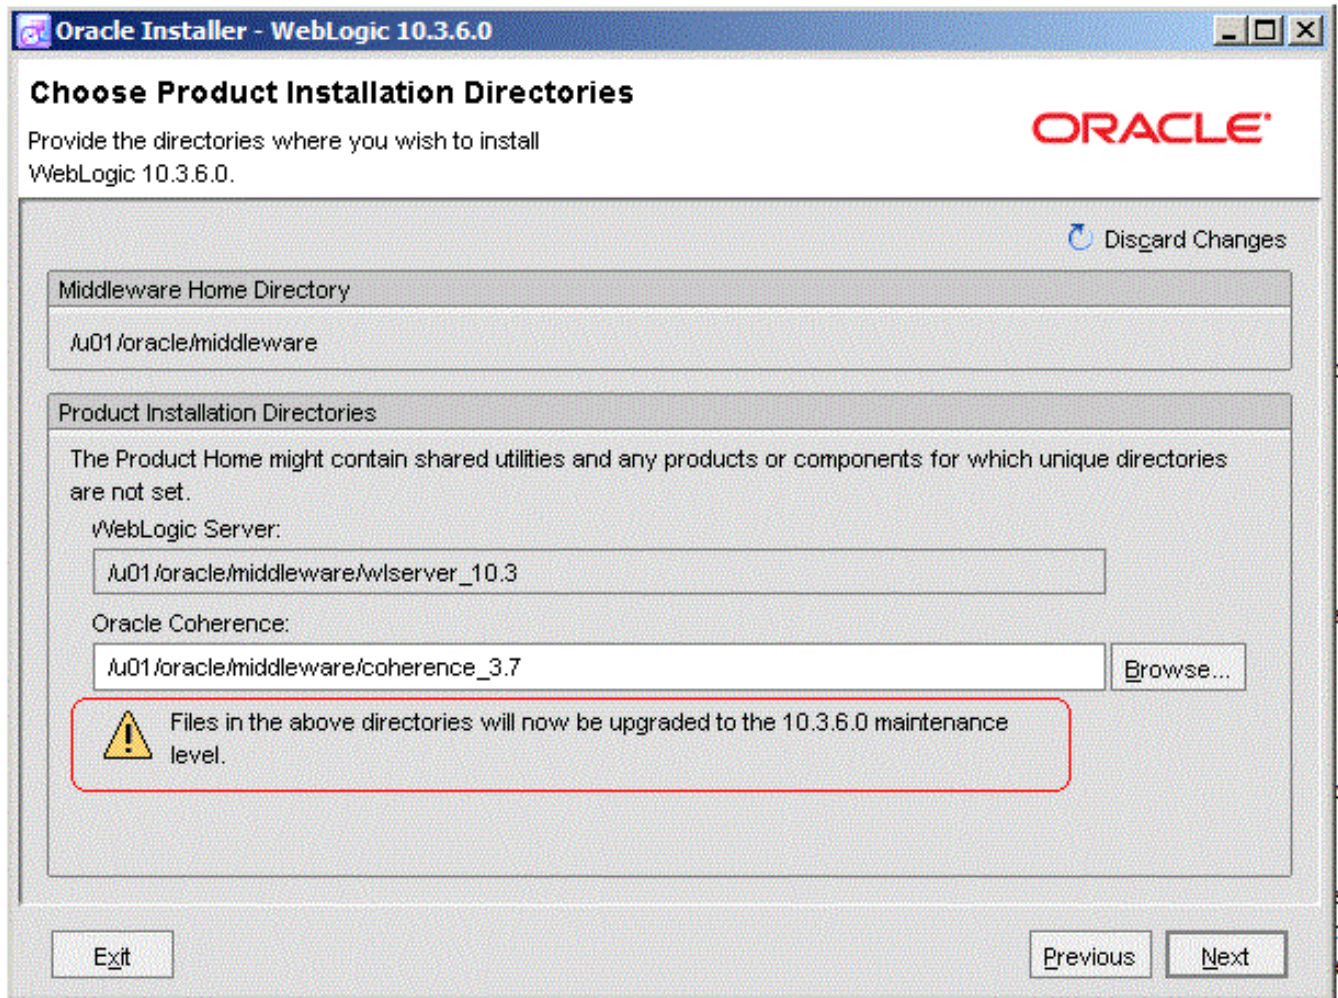 Oracle Installer - WebLogic 10.3.6.0
Choose Product Installation Directories
Provide the directories where you wish to install
WebLogic 10.3.6.0.
ORACLE
Discard Changes
Middleware Home Directory
/u01/oracle/middleware
Product Installation Directories
The Product Home might contain shared utilities and any products or components for which unique directories
are not set.
WebLogic Server:
/u01/oracle/middleware/wlserver_10.3
Oracle Coherence:
/u01/oracle/middleware/coherence_3.7
Browse...
Files in the above directories will now be upgraded to the 10.3.6.0 maintenance
level.
Exit
Previous
Next